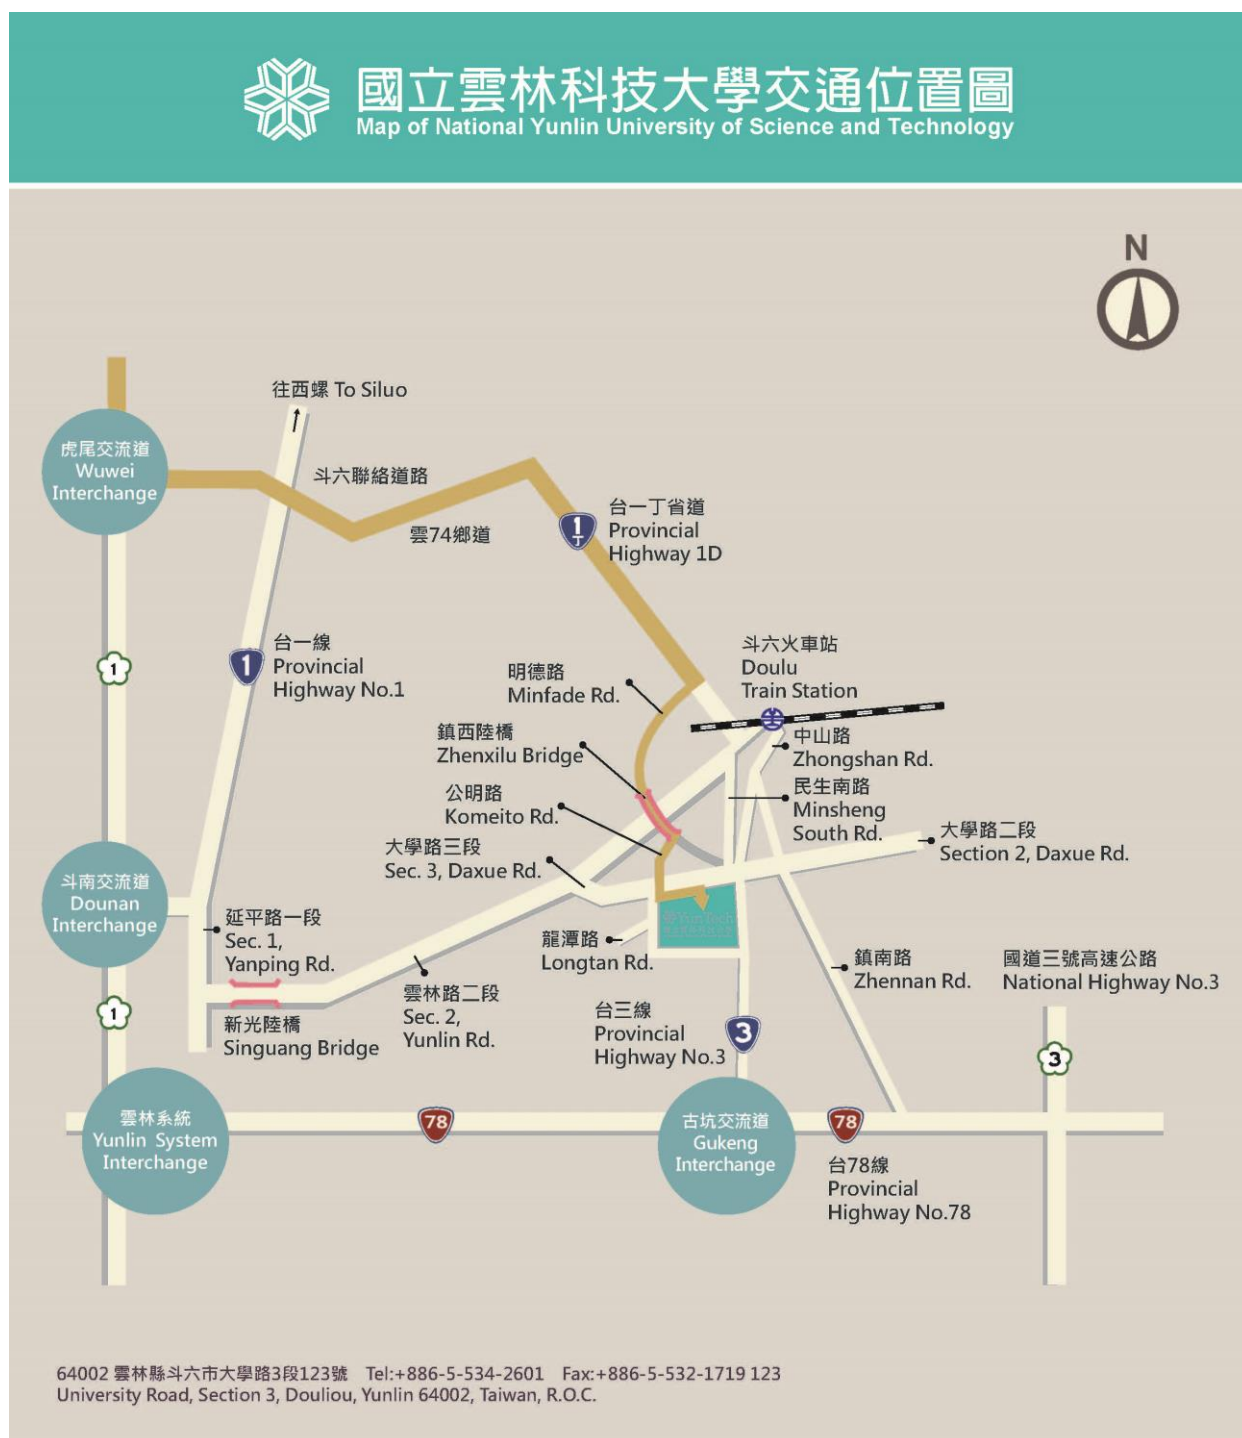 國立雲林科技大學交通位置圖
Map of National Yunlin University of Science and Technology
N
往西螺 To Siluo
虎尾交流道
Wuwei
Interchange
斗六聯絡道路
雲74鄉道
1
丁
台一丁省道
Provincial
Highway 1D
1
1
台一線
Provincial
Highway No.1
明德路
Minfade Rd.
斗六火車站
Doulu
Train Station
鎮西陸橋
Zhenxilu Bridge
中山路
Zhongshan Rd.
公明路
Komeito Rd.
民生南路
Minsheng
South Rd.
大學路三段
Sec. 3, Daxue Rd.
大學路二段
Section 2, Daxue Rd.
斗南交流道
Dounan
Interchange
延平路一段
Sec. 1,
Yanping Rd.
YunTech
龍潭路
Longtan Rd.
鎮南路
Zhennan Rd.
國道三號高速公路
National Highway No.3
雲林路二段
Sec. 2,
Yunlin Rd.
1
新光陸橋
Singuang Bridge
台三線
Provincial
Highway No.3
3
3
雲林系統
Yunlin System
Interchange
78
古坑交流道
Gukeng
Interchange
78
台78線
Provincial
Highway No.78
64002 雲林縣斗六市大學路3段123號 Tel:+886-5-534-2601 Fax:+886-5-532-1719 123
University Road, Section 3, Douliou, Yunlin 64002, Taiwan, R.O.C.